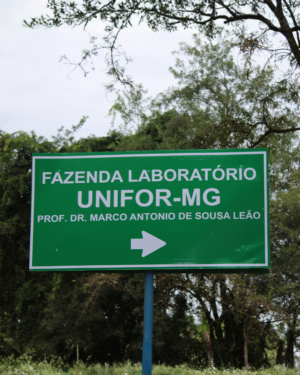 FAZENDA LABORATÓRIO
UNIFOR-MG
PROF. DR. MARCO ANTONIO DE SOUSA LEÃO